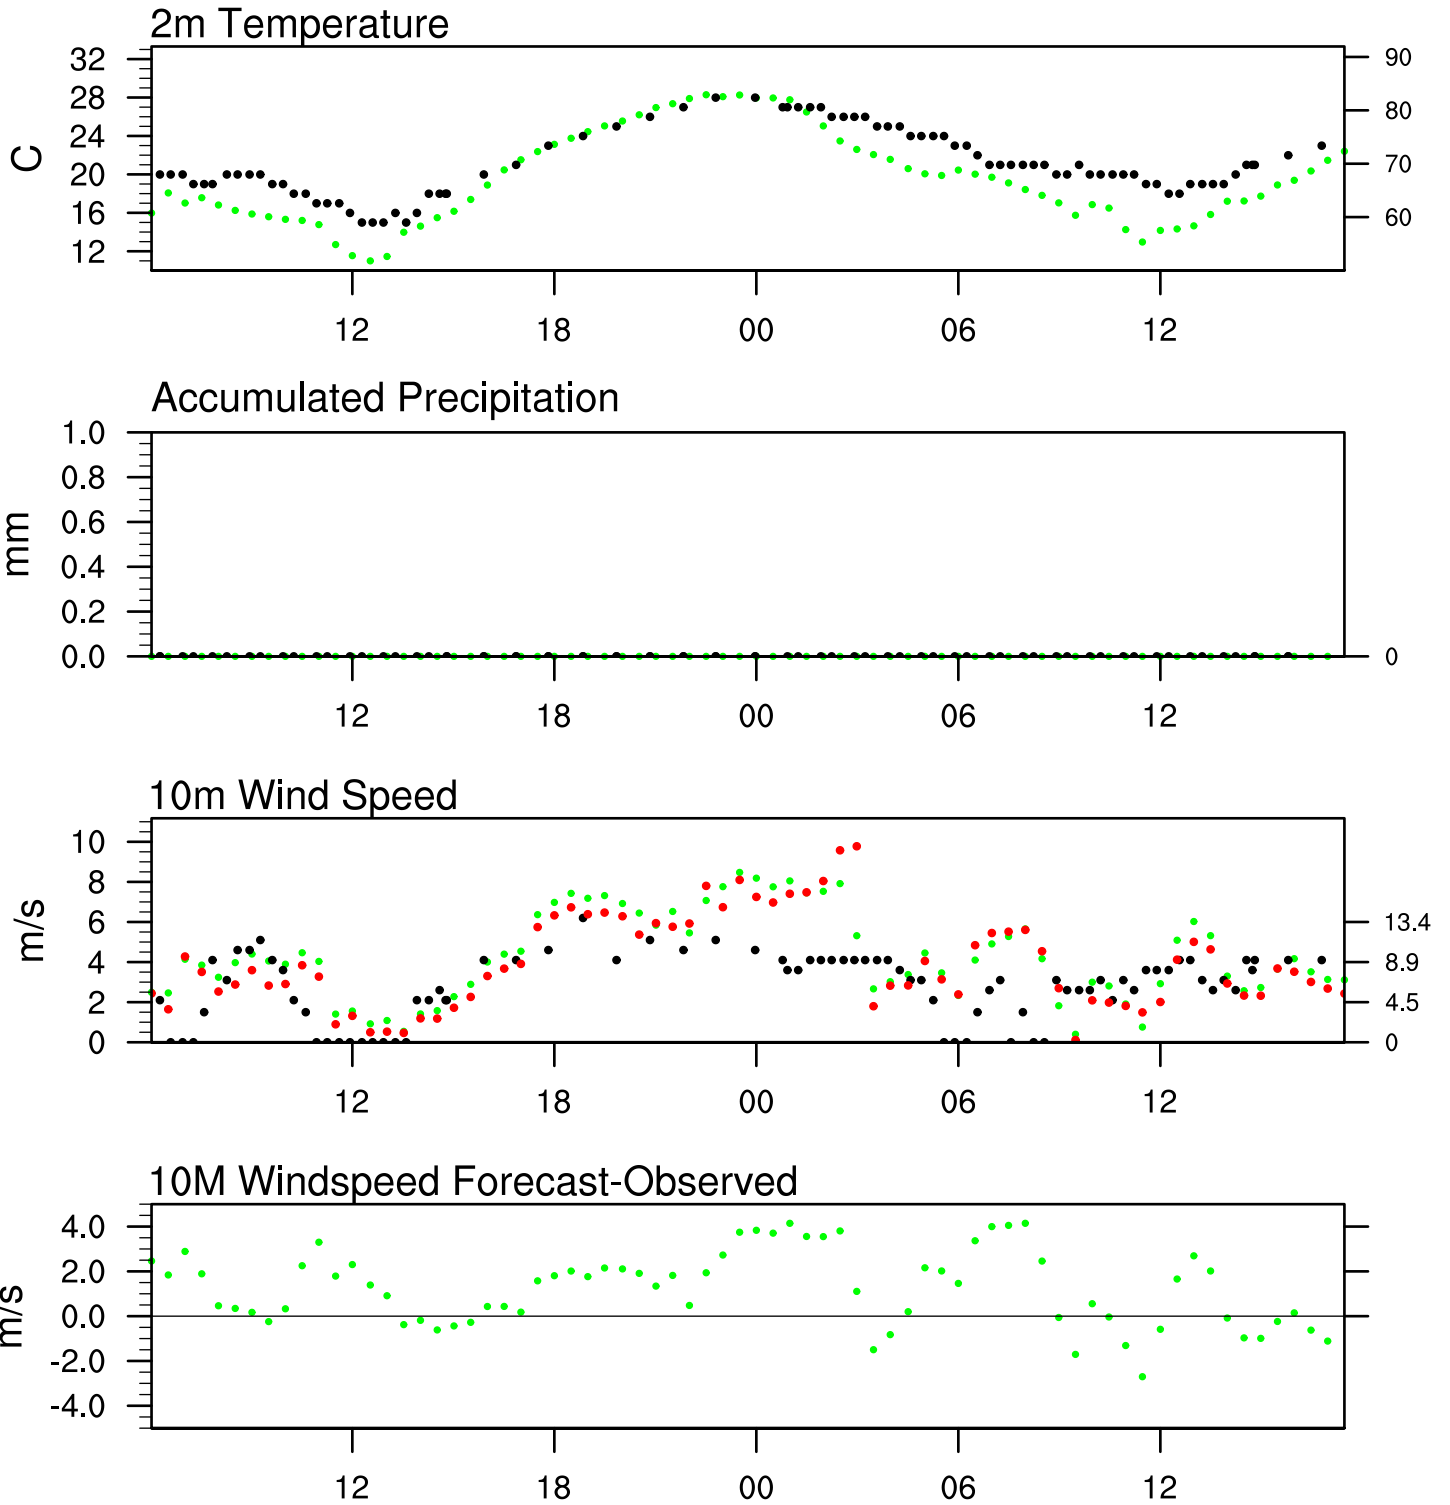 2m Temperature
32 90
28 80
24
C
20 70
16 60
12
12 18 00 06 12
Accumulated Precipitation
1.0
0.8
0.6
mm
0.4
0.2
0.0 0
12 18 00 06 12
10m Wind Speed
10
8
6 13.4
m/s
4 8.9
2 4.5
0 0
12 18 00 06 12
10M Windspeed Forecast-Observed
4.0
2.0
m/s
0.0
-2.0
-4.0
12 18 00 06 12